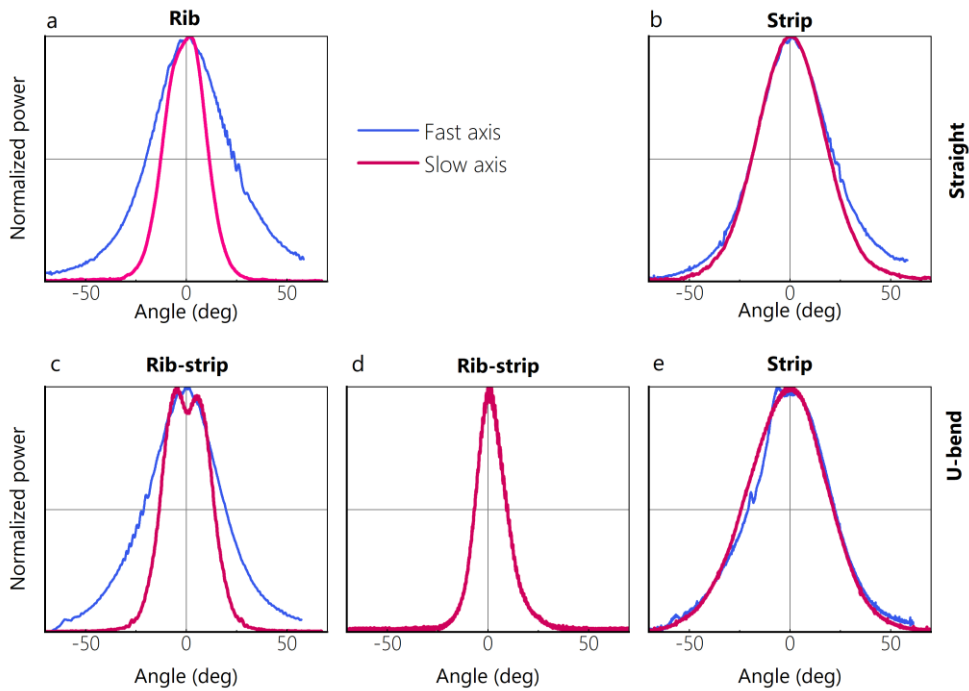 a
Rib
b
Strip
Normalized power
Fast axis
Slow axis
Straight
-50 0 50
-50 0 50
Angle (deg)
Angle (deg)
c
Rib-strip
d
Rib-strip
e
Strip
Normalized power
U-bend
-50 0 50
-50 0 50
-50 0 50
Angle (deg)
Angle (deg)
Angle (deg)